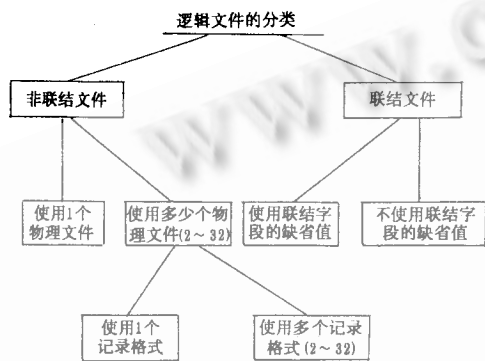 逻辑文件的分类
非联结文件
联结文件
使用1个
物理文件
使用多少个物
理文件(2~32)
使用联结字
段的缺省值
不使用联结字
段的缺省值
使用1个
记录格式
使用多个记录
格式(2~32)
www.c